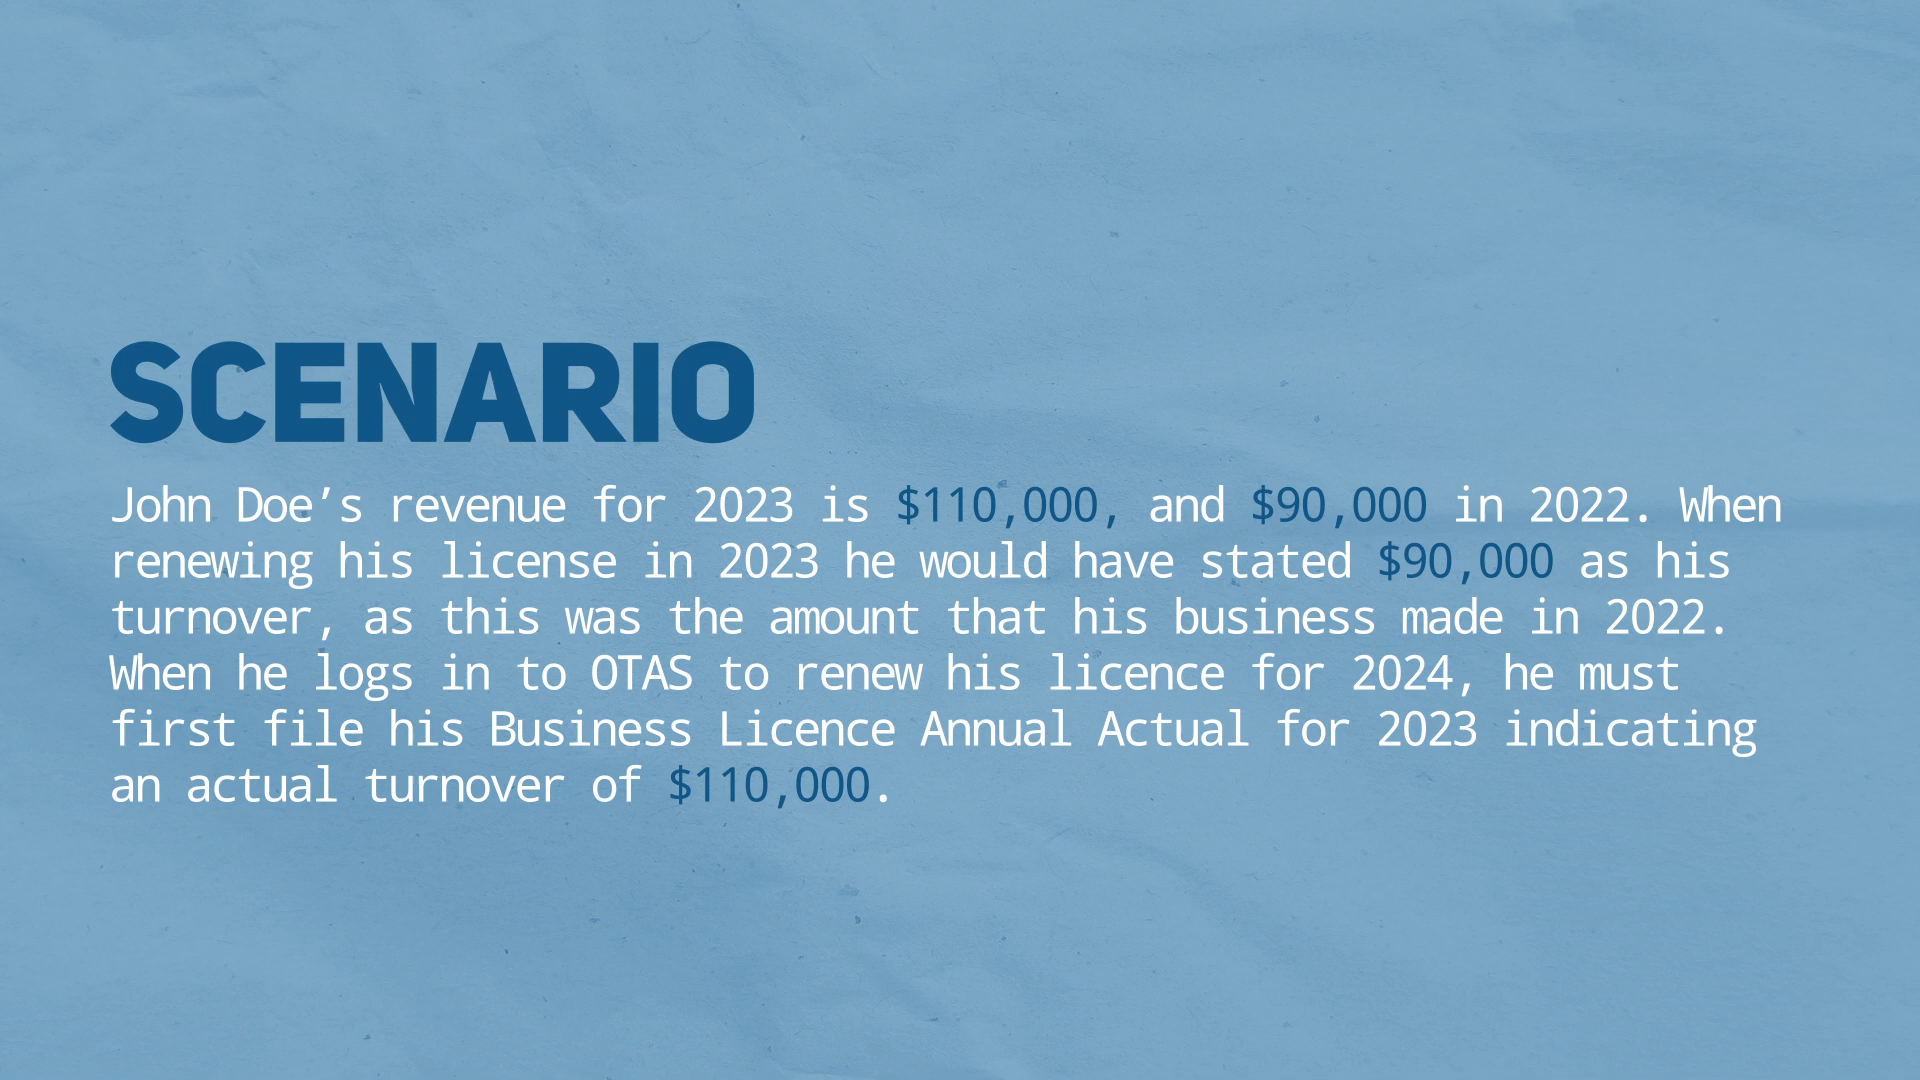 SCENARIO
John Doe’s revenue for 2023 is $110,000, and $90,000 in 2022. When
renewing his license in 2023 he would have stated $90,000 as his
turnover, as this was the amount that his business made in 2022.
When he logs in to OTAS to renew his licence for 2024, he must
first file his Business Licence Annual Actual for 2023 indicating
an actual turnover of $110,000.